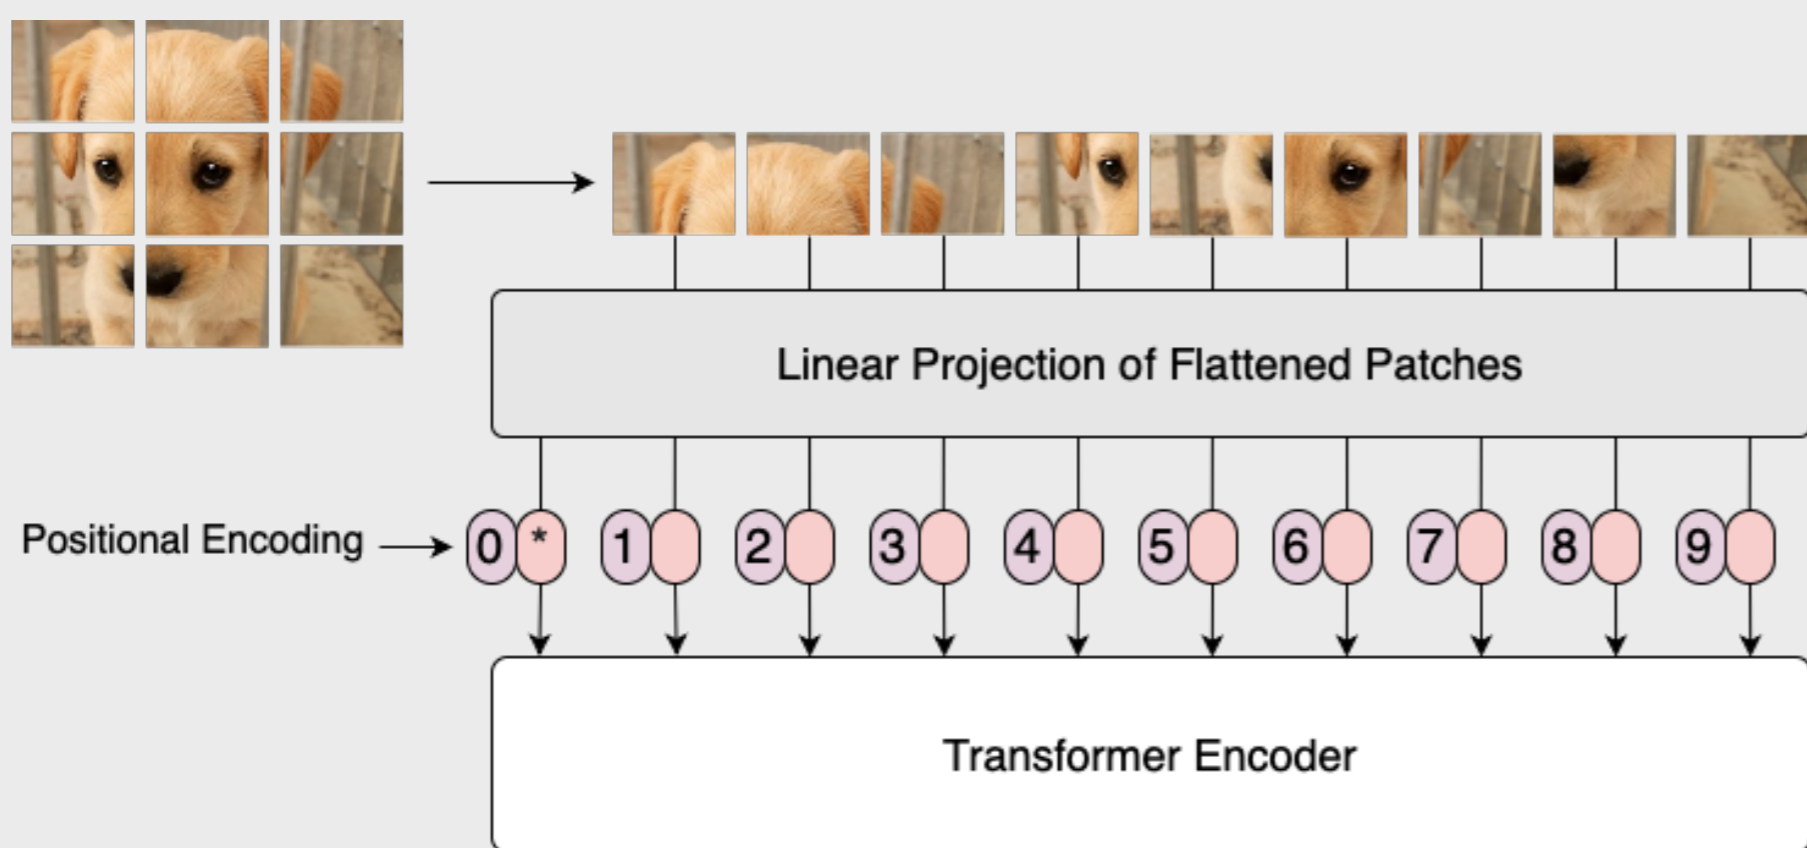 Linear Projection of Flattened Patches
Positional Encoding 0 * 1 2 3 4 5 6 7 8 9
Transformer Encoder